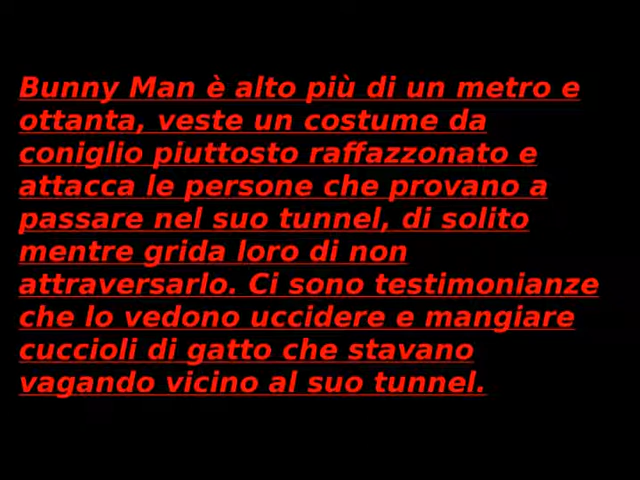 Bunny Man è alto più di un metro e
ottanta, veste un costume da
coniglio piuttosto raffazzonato e
attacca le persone che provano a
passare nel suo tunnel, di solito
mentre grida loro di non
attraversarlo. Ci sono testimonianze
che lo vedono uccidere e mangiare
cuccioli di gatto che stavano
vagando vicino al suo tunnel.